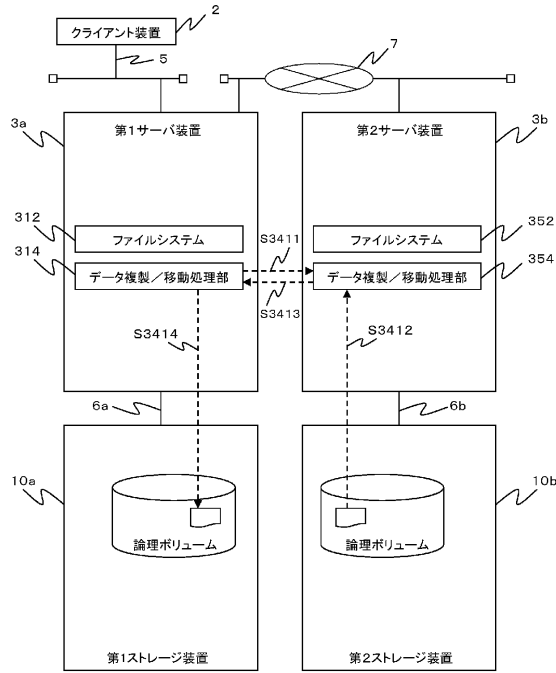 クライアント装置
2
5
7
3a
第1サーバ装置
第2サーバ装置
3b
312
ファイルシステム
S3411
ファイルシステム
352
314
データ複製／移動処理部
データ複製／移動処理部
354
S3413
S3414
S3412
6a
6b
10a
10b
論理ボリューム
論理ボリューム
第1ストレージ装置
第2ストレージ装置